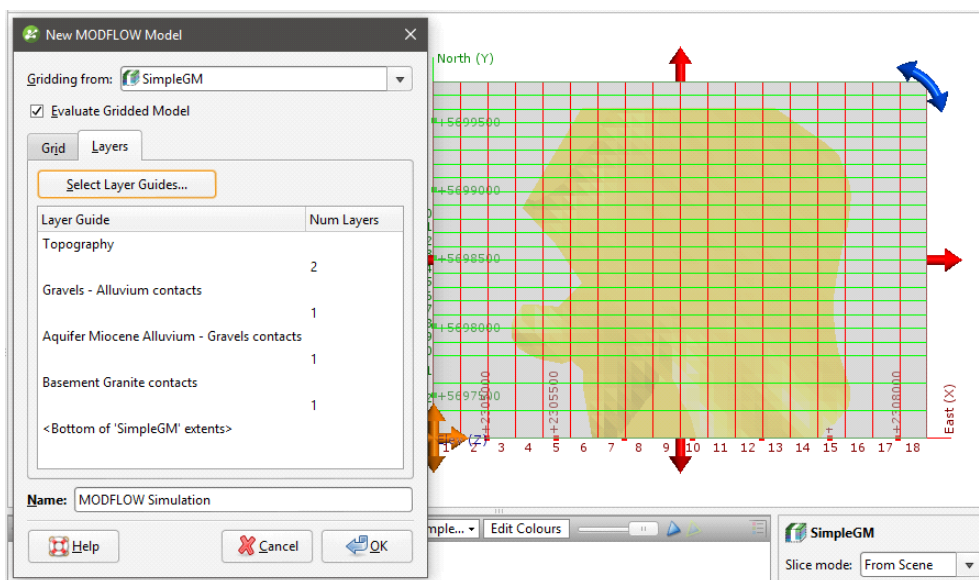 New MODFLOW Model
Gridding from: SimpleGM
Evaluate Gridded Model
Grid Layers
Select Layer Guides...
Layer Guide Num Layers
Topography
2
Gravels - Alluvium contacts
1
Aquifer Miocene Alluvium - Gravels contacts
1
Basement Granite contacts
1
<Bottom of 'SimpleGM' extents>
Name: MODFLOW Simulation
Help Cancel OK
North (Y)
+5699500
+5699000
+5698500
+5698000
+5697500
+2305000
+2305500
+2308000
East (X)
(Z)
1 2 3 4 5 6 7 8 9 10 11 12 13 14 15 16 17 18
Edit Colours
SimpleGM
Slice mode: From Scene